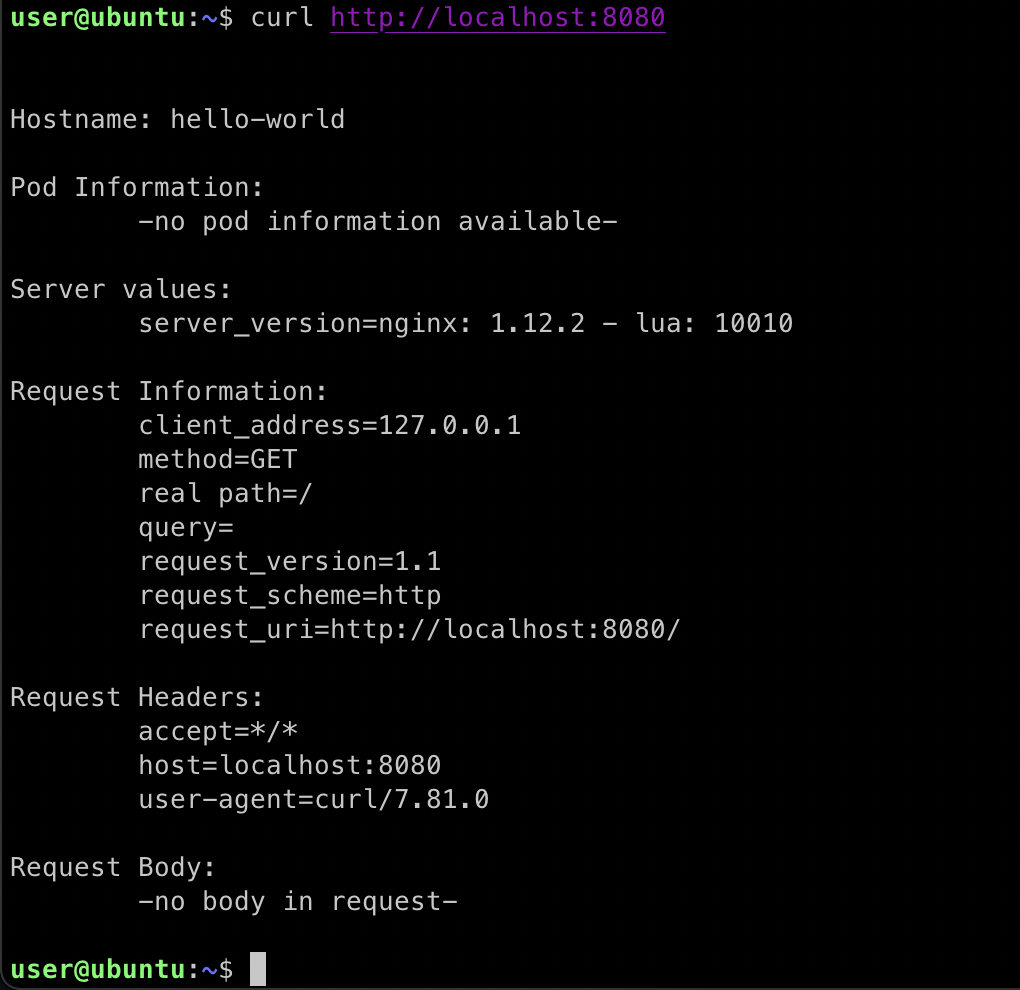 user@ubuntu:~$ curl http://localhost:8080
Hostname: hello-world
Pod Information:
-no pod information available-
Server values:
server_version=nginx: 1.12.2 - lua: 10010
Request Information:
client_address=127.0.0.1
method=GET
real path=/
query=
request_version=1.1
request_scheme=http
request_uri=http://localhost:8080/
Request Headers:
accept=*/*
host=localhost:8080
user-agent=curl/7.81.0
Request Body:
-no body in request-
user@ubuntu:~$